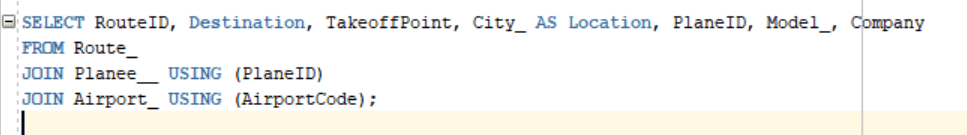 SELECT RouteID, Destination, TakeoffPoint, City_ AS Location, PlaneID, Model_, Company
FROM Route_
JOIN Planee__ USING (PlaneID)
JOIN Airport_ USING (AirportCode);